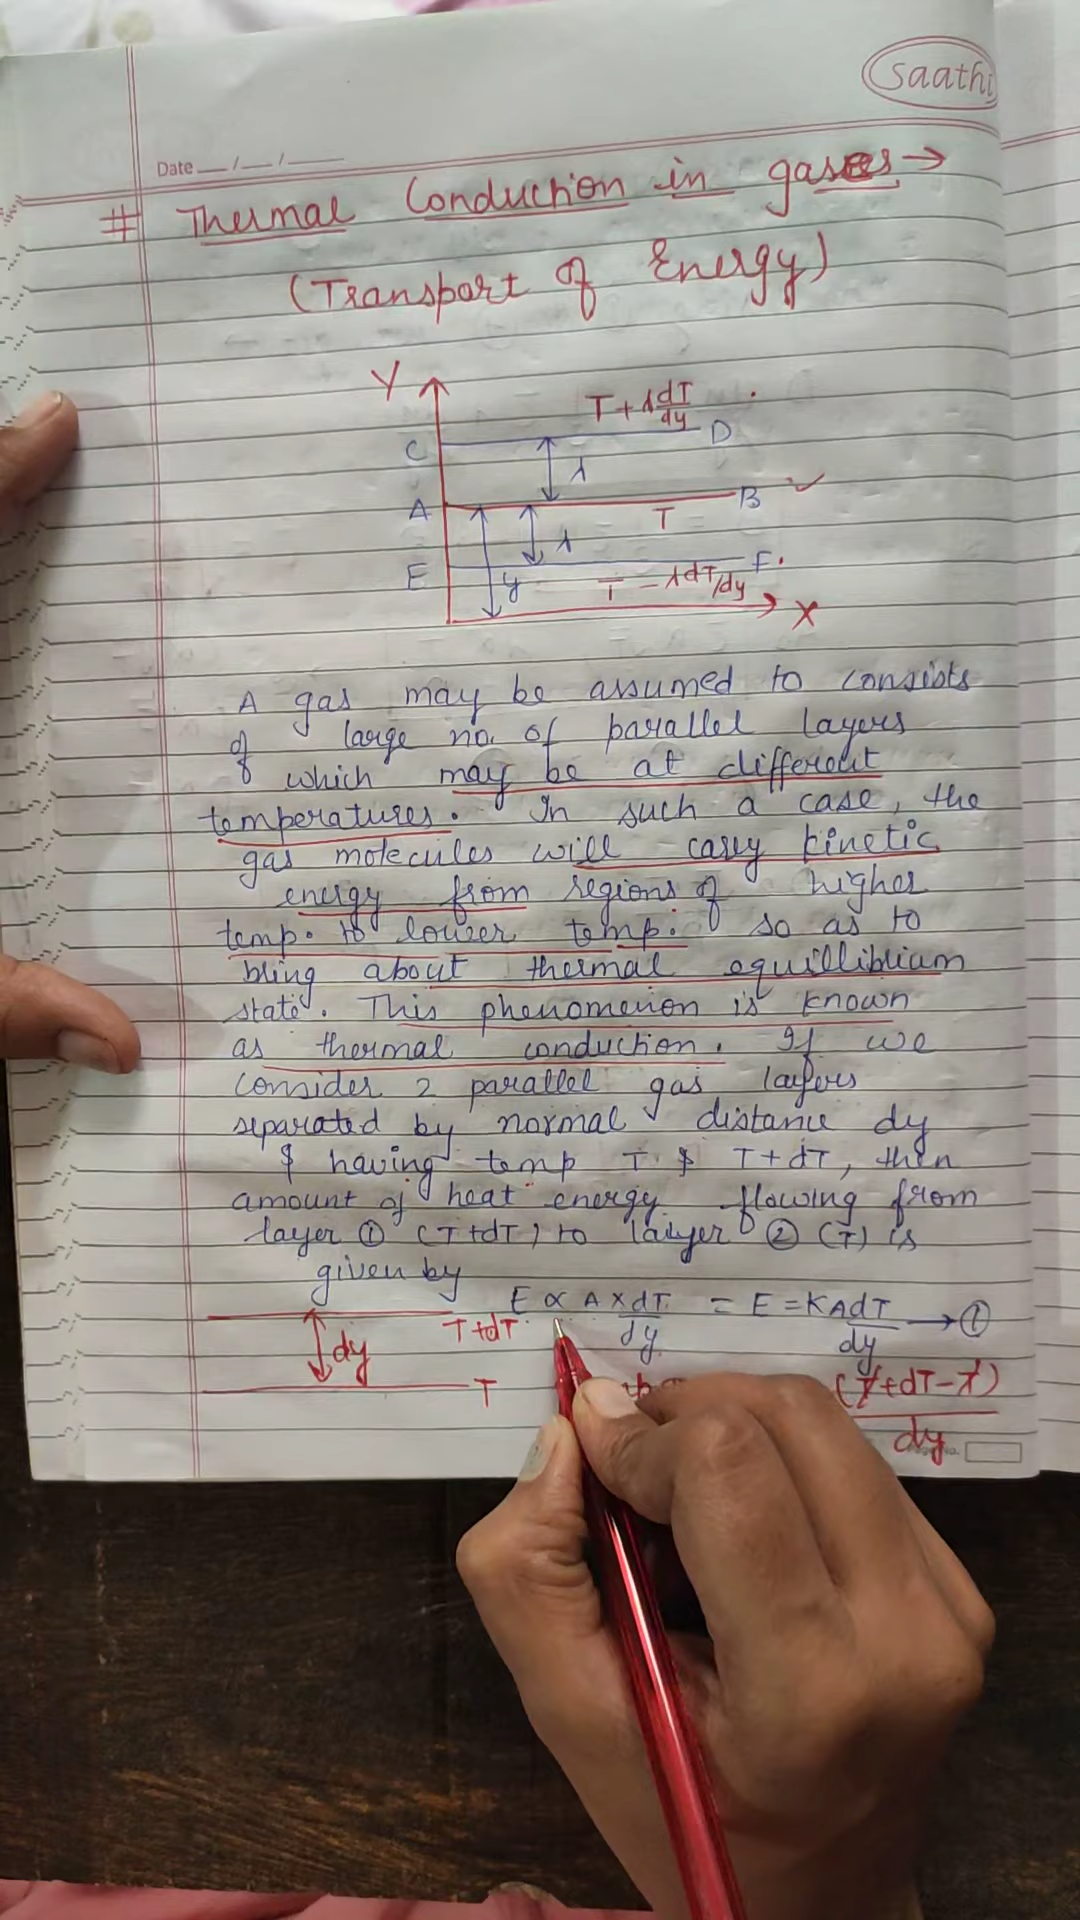 Saathi
Date __/__/____
# Thermal Conduction in gases →
(Transport of Energy)
Y
T + λ dT/dy
C D
λ
A B ✓
T
λ
E F
y T - λ dT/dy
X
A gas may be assumed to consists
of large no. of parallel layers
which may be at different
temperatures. In such a case, the
gas molecules will carry kinetic
energy from regions of higher
temp. to lower temp. so as to
bring about thermal equillibrium
state. This phenomenon is known
as thermal conduction. If we
consider 2 parallel gas layers
separated by normal distance dy
& having temp T & T+dT, then
amount of heat energy flowing from
layer ① (T+dT) to layer ② (T) is
given by
E ∝ A x dT/dy = E = KA dT/dy → ①
T+dT
dy
T
(T+dT-T)/dy